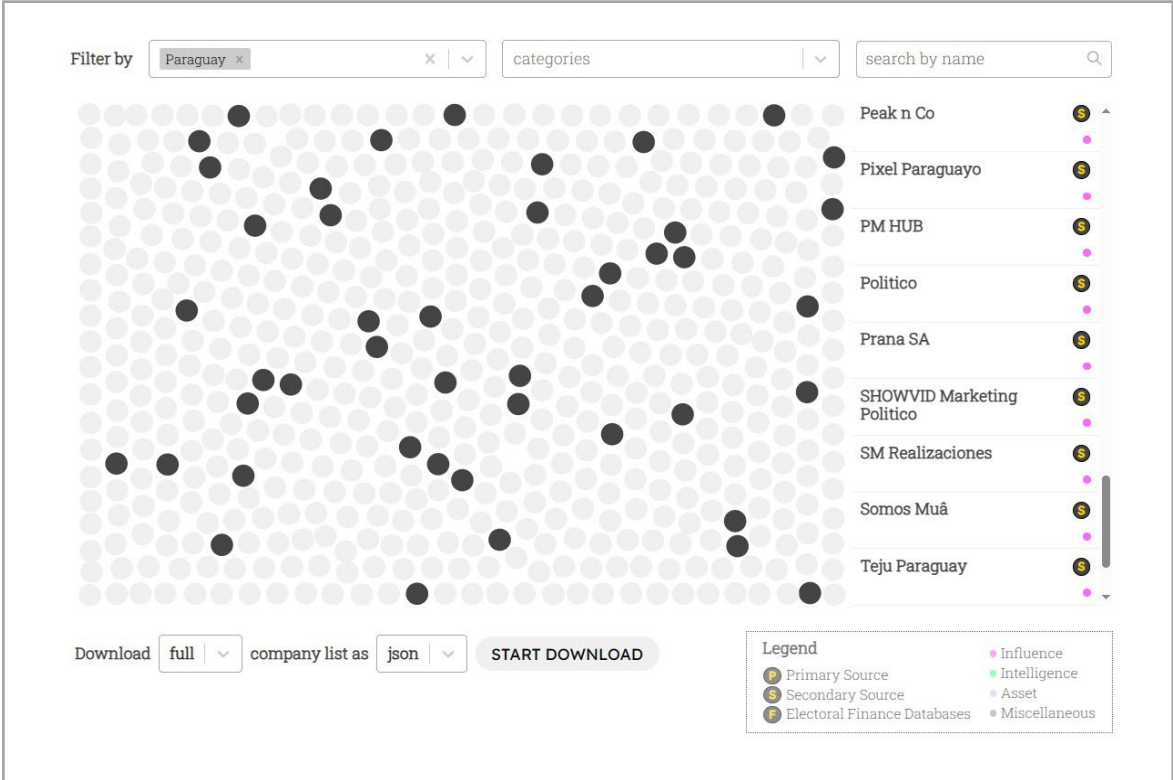 Filter by
Paraguay ×
categories
search by name
Peak n Co S
Pixel Paraguayo S
PM HUB S
Politico S
Prana SA S
SHOWVID Marketing S
Politico
SM Realizaciones S
Somos Muâ S
Teju Paraguay S
Download full company list as json START DOWNLOAD
Legend
P Primary Source
S Secondary Source
F Electoral Finance Databases
Influence
Intelligence
Asset
Miscellaneous